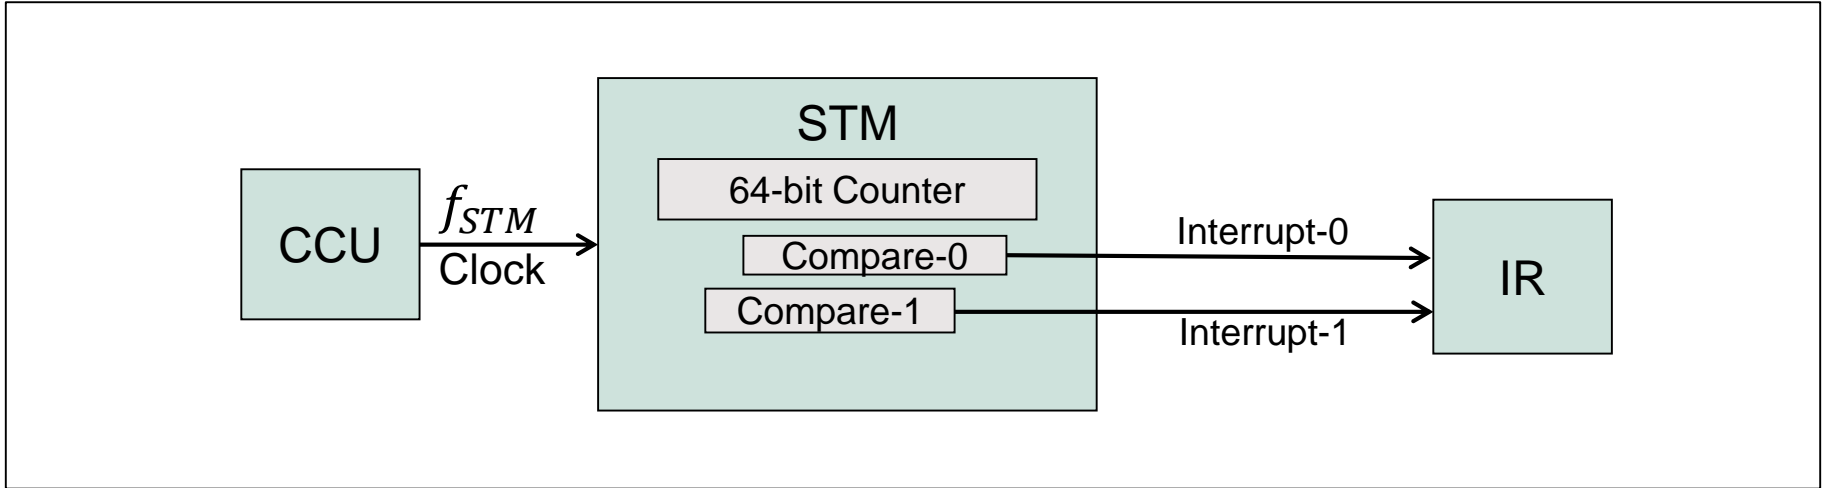 STM
64-bit Counter
CCU
f_STM
Clock
Compare-0
Compare-1
Interrupt-0
Interrupt-1
IR